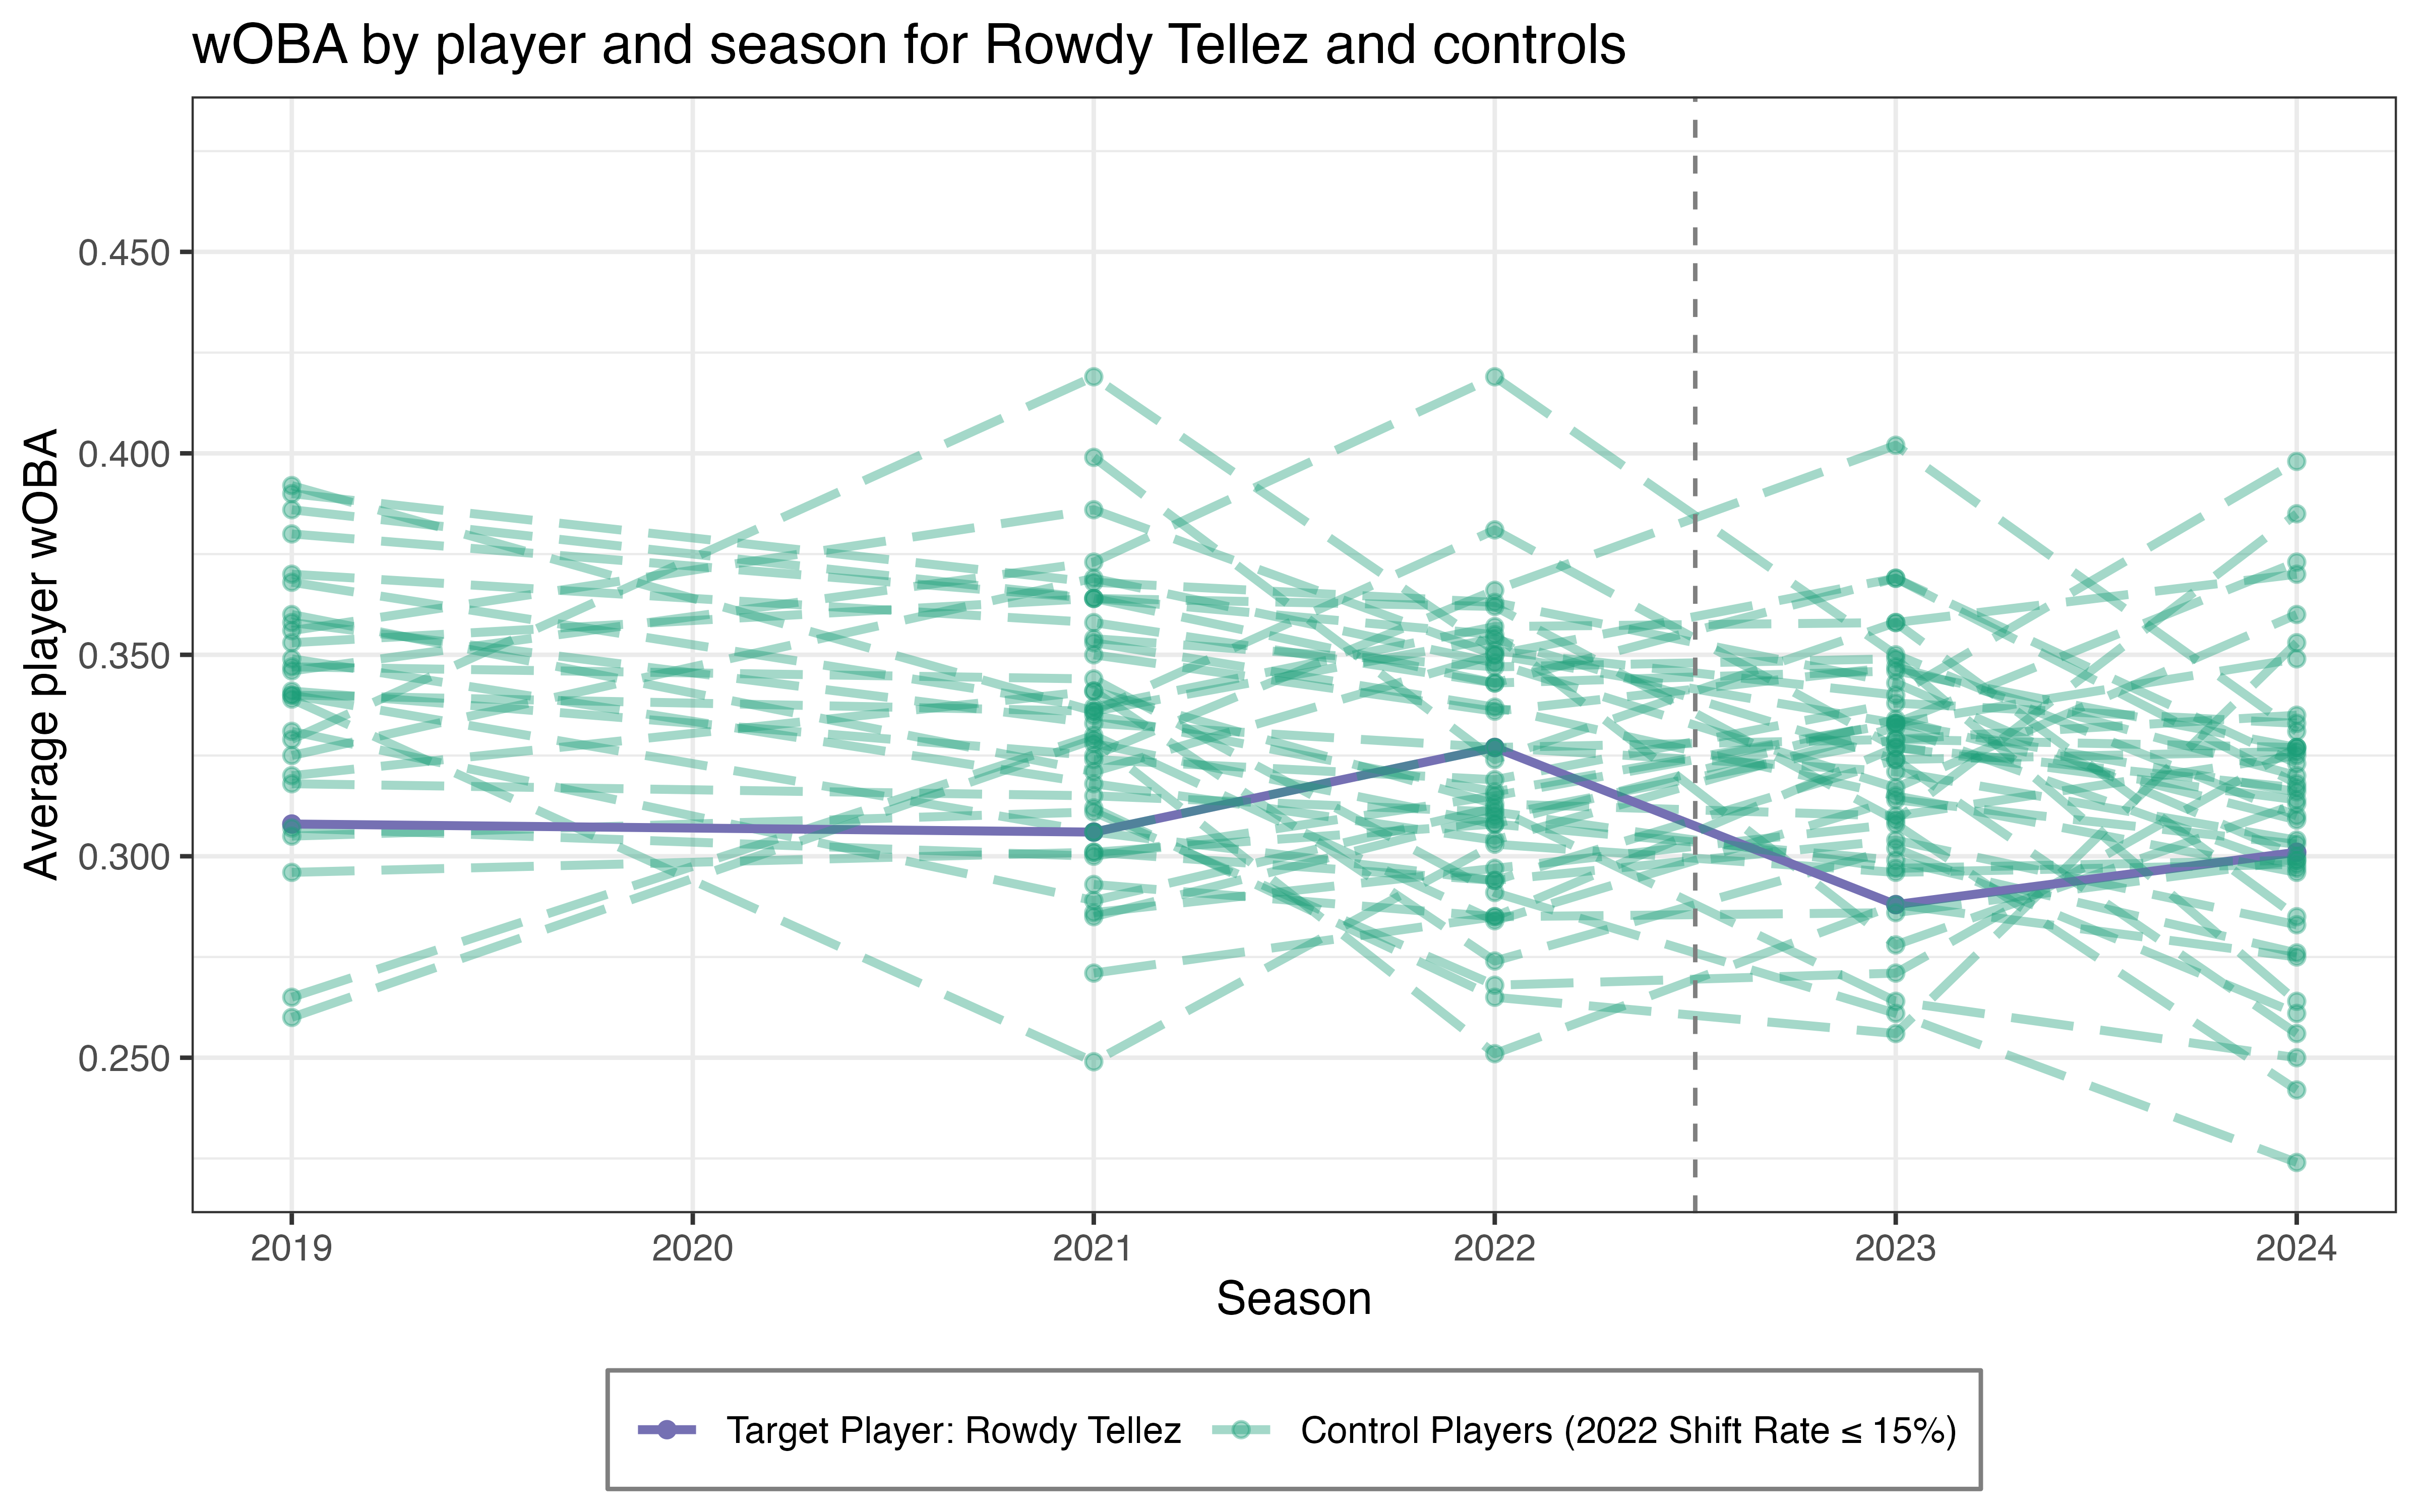 wOBA by player and season for Rowdy Tellez and controls
Average player wOBA
0.450
0.400
0.350
0.300
0.250
2019 2020 2021 2022 2023 2024
Season
Target Player: Rowdy Tellez Control Players (2022 Shift Rate ≤ 15%)